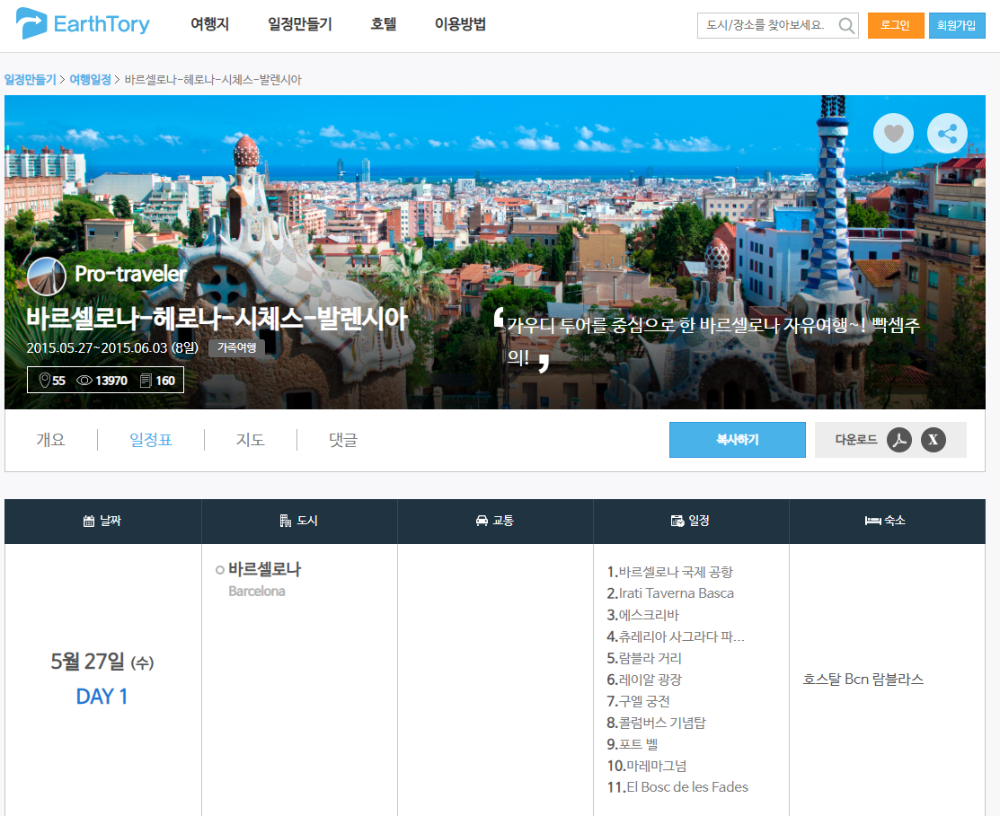 EarthTory
여행지
일정만들기
호텔
이용방법
도시/장소를 찾아보세요.
로그인
회원가입
일정만들기 > 여행일정 > 바르셀로나-헤로나-시체스-발렌시아
Pro-traveler
바르셀로나-헤로나-시체스-발렌시아
2015.05.27~2015.06.03 (8일) 가족여행
55 13970 160
가우디 투어를 중심으로 한 바르셀로나 자유여행~! 빡셈주
의!
개요
일정표
지도
댓글
복사하기
다운로드
X
날짜
도시
교통
일정
숙소
5월 27일 (수)
DAY 1
바르셀로나
Barcelona
1.바르셀로나 국제 공항
2.Irati Taverna Basca
3.에스크리바
4.츄레리아 사그라다 파...
5.람블라 거리
6.레이알 광장
7.구엘 궁전
8.콜럼버스 기념탑
9.포트 벨
10.마레마그넘
11.El Bosc de les Fades
호스탈 Bcn 람블라스